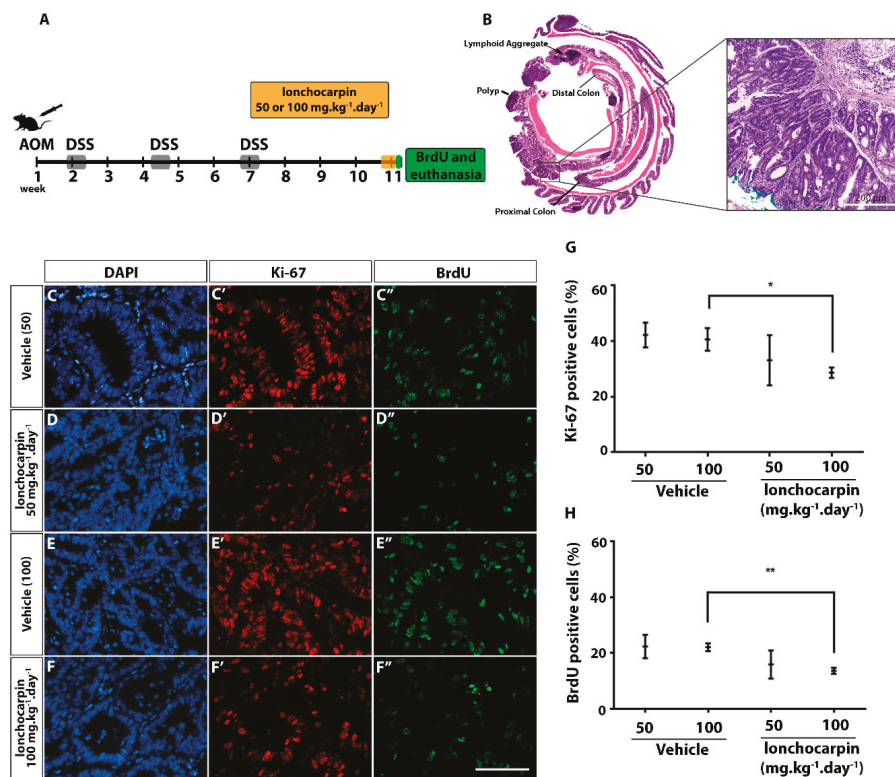 A
lonchocarpin
50 or 100 mg.kg⁻¹.day⁻¹
AOM
DSS
DSS
DSS
1 2 3 4 5 6 7 8 9 10 11
week
BrdU and
euthanasia
B
Lymphoid Aggregate
Distal Colon
Polyp
Proximal Colon
200 µm
DAPI
Ki-67
BrdU
Vehicle (50)
C
C'
C"
lonchocarpin
50 mg.kg⁻¹.day⁻¹
D
D'
D"
Vehicle (100)
E
E'
E"
lonchocarpin
100 mg.kg⁻¹.day⁻¹
F
F'
F"
G
Ki-67 positive cells (%)
60
40
20
0
*
50 100 50 100
Vehicle
lonchocarpin
(mg.kg⁻¹.day⁻¹)
H
BrdU positive cells (%)
60
40
20
0
**
50 100 50 100
Vehicle
lonchocarpin
(mg.kg⁻¹.day⁻¹)